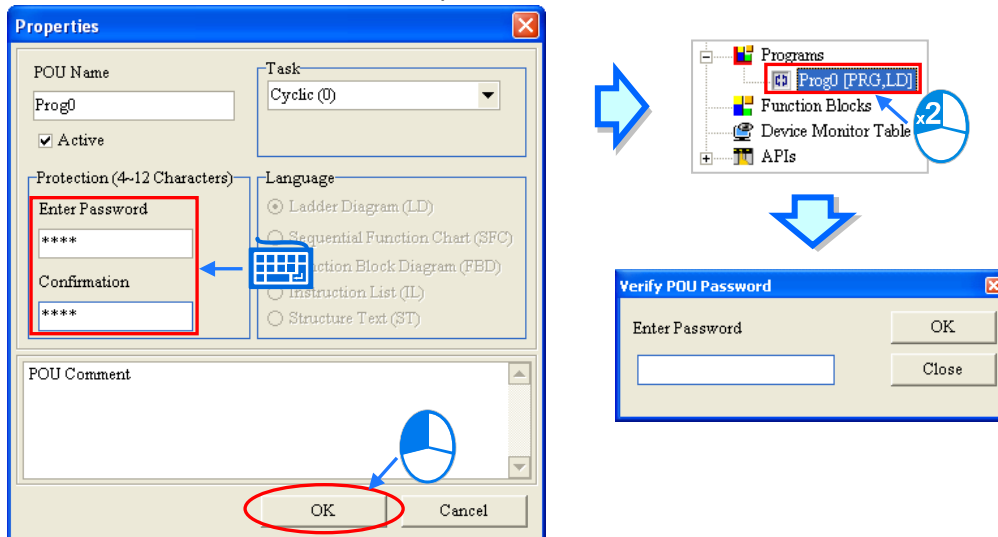 Properties
POU Name
Prog0
Active
Task
Cyclic (0)
Protection (4~12 Characters)
Enter Password
****
Confirmation
****
Language
Ladder Diagram (LD)
Sequential Function Chart (SFC)
ction Block Diagram (FBD)
Instruction List (IL)
Structure Text (ST)
POU Comment
OK
Cancel
Programs
Prog0 [PRG,LD]
Function Blocks
Device Monitor Table
APIs
x2
Verify POU Password
Enter Password
OK
Close